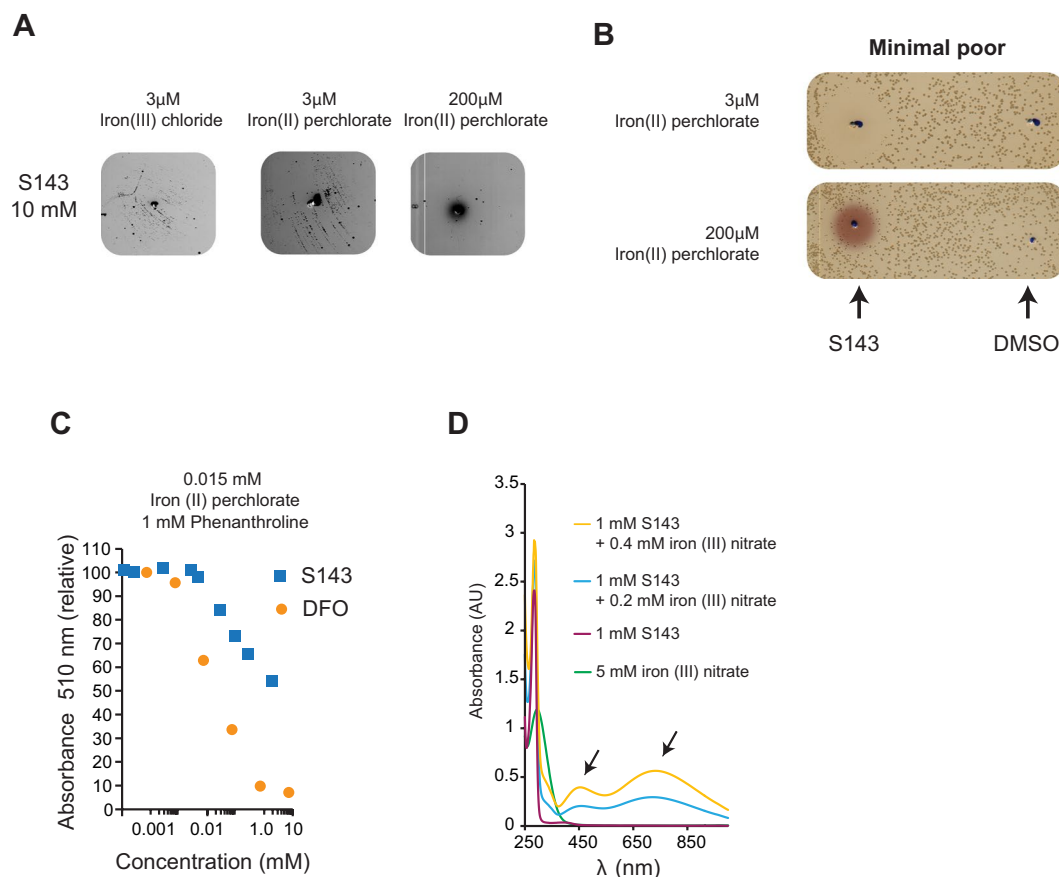 A
3μM
Iron(III) chloride
3μM
Iron(II) perchlorate
200μM
Iron(II) perchlorate
S143
10 mM
B
Minimal poor
3μM
Iron(II) perchlorate
200μM
Iron(II) perchlorate
S143
DMSO
C
0.015 mM
Iron (II) perchlorate
1 mM Phenanthroline
Absorbance 510 nm (relative)
110
100
90
80
70
60
50
40
30
20
10
0
0.001
0.01
1.0
10
Concentration (mM)
S143
DFO
D
Absorbance (AU)
3.5
3
2.5
2
1.5
1
0.5
0
250
450
650
850
λ (nm)
1 mM S143
+ 0.4 mM iron (III) nitrate
1 mM S143
+ 0.2 mM iron (III) nitrate
1 mM S143
5 mM iron (III) nitrate